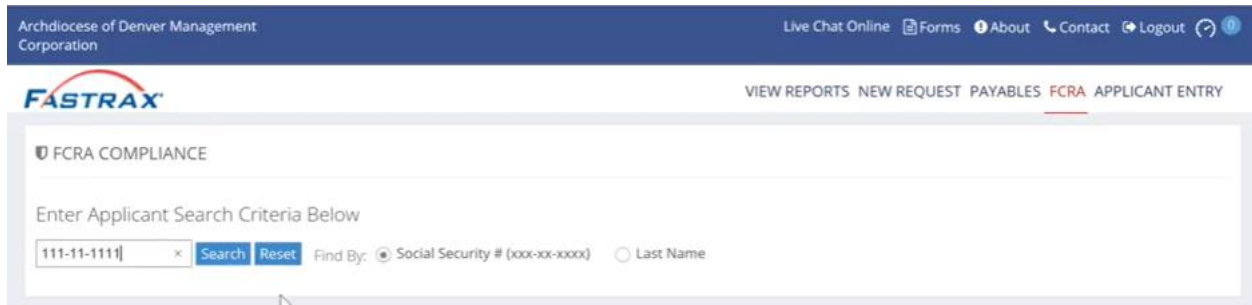 Archdiocese of Denver Management
Corporation
Live Chat Online Forms About Contact Logout 0
FASTRAX
VIEW REPORTS NEW REQUEST PAYABLES FCRA APPLICANT ENTRY
FCRA COMPLIANCE
Enter Applicant Search Criteria Below
111-11-1111 × Search Reset Find By: Social Security # (xxx-xx-xxxx) Last Name